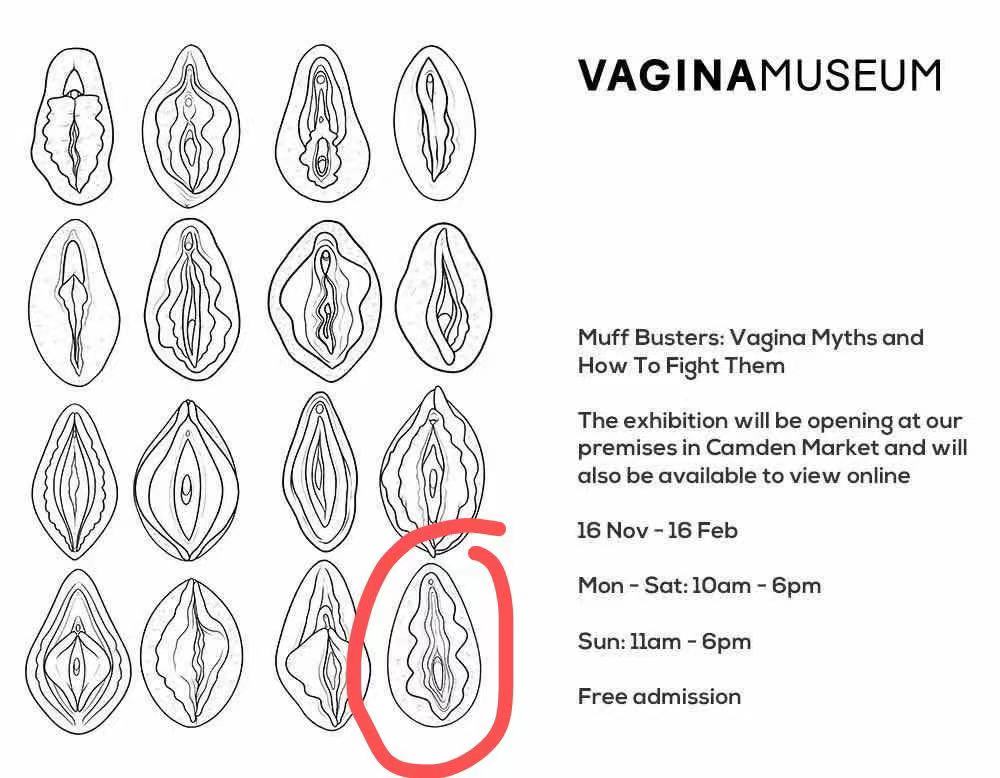 VAGINAMUSEUM
Muff Busters: Vagina Myths and
How To Fight Them
The exhibition will be opening at our
premises in Camden Market and will
also be available to view online
16 Nov - 16 Feb
Mon - Sat: 10am - 6pm
Sun: 11am - 6pm
Free admission